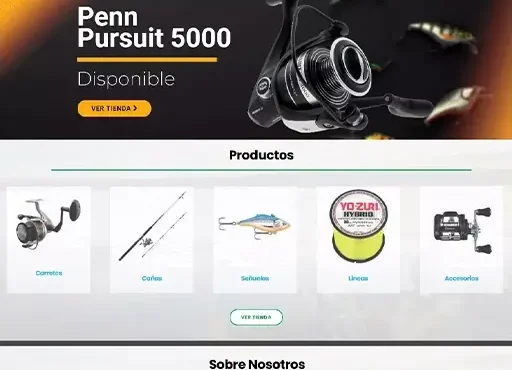 Penn
Pursuit 5000
Disponible
VER TIENDA >
Productos
YO-ZURI
HYBRID
Carretes
Cañas
Señuelos
Líneas
Accesorios
VER TIENDA
Sobre Nosotros